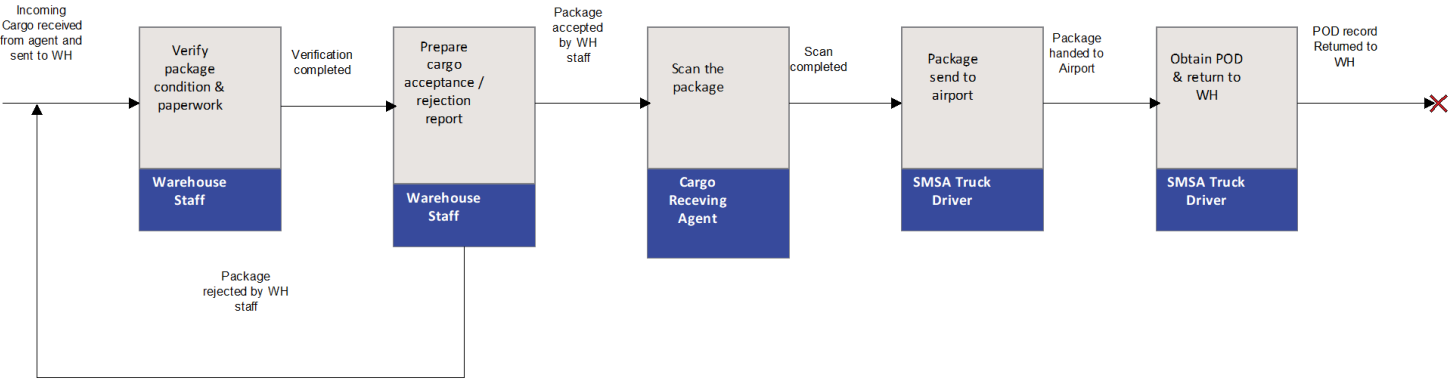 Incoming
Cargo received
from agent and
sent to WH
Verify
package
condition &
paperwork
Warehouse
Staff
Verification
completed
Prepare
cargo
acceptance /
rejection
report
Warehouse
Staff
Package
accepted
by WH
staff
Scan the
package
Cargo
Receving
Agent
Scan
completed
Package
send to
airport
SMSA Truck
Driver
Package
handed to
Airport
Obtain POD
& return to
WH
SMSA Truck
Driver
POD record
Returned to
WH
Package
rejected by WH
staff